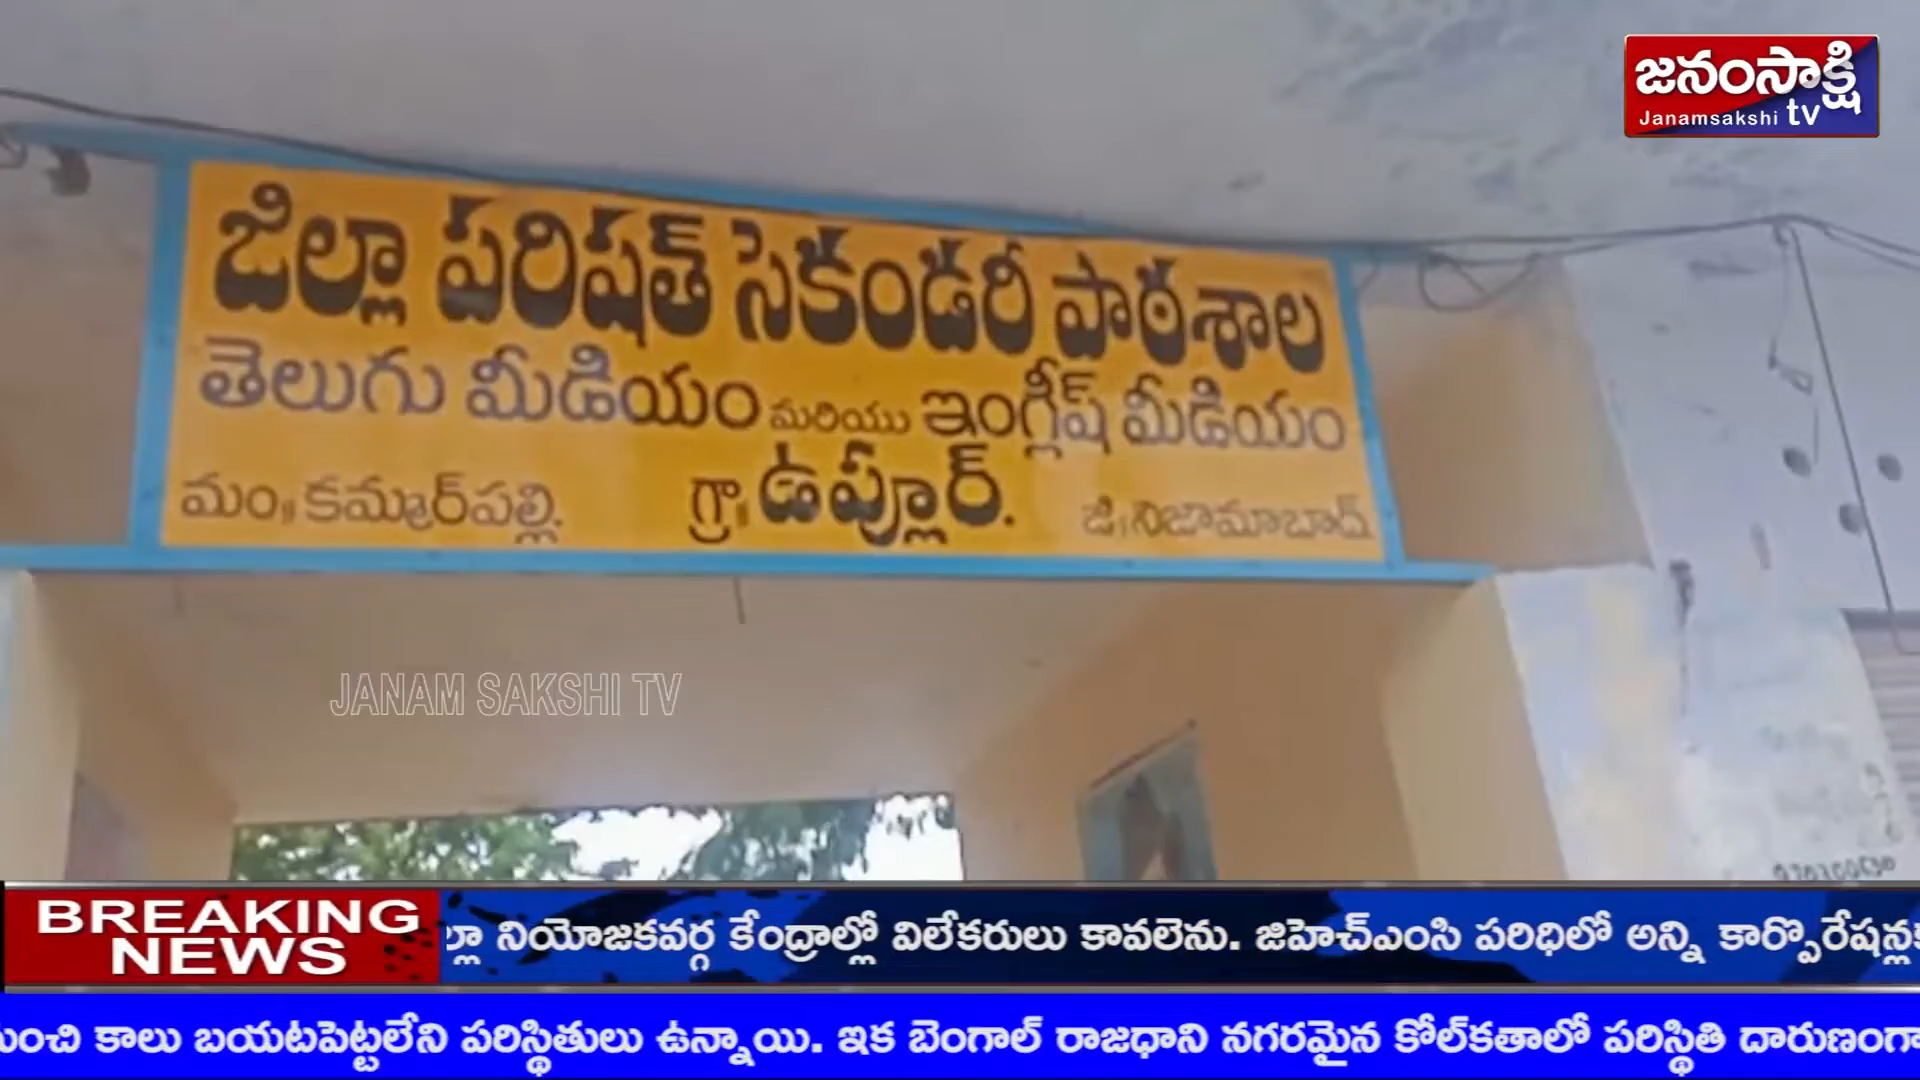 జనంసాక్షి
Janamsakshi tv
జిల్లా పరిషత్ సెకండరీ పాఠశాల
తెలుగు మీడియం మరియు ఇంగ్లీష్ మీడియం
మం॥ కమ్మర్‌పల్లి. గ్రా॥ ఉప్లూర్. జి॥ నిజామాబాద్
JANAM SAKSHI TV
BREAKING
NEWS
నియోజకవర్గ కేంద్రాల్లో విలేకరులు కావలెను. జిహెచ్ఎంసి పరిధిలో అన్ని
కాలు బయటపెట్టలేని పరిస్థితులు ఉన్నాయి. ఇక బెంగాల్ రాజధాని నగరమైన కోల్‌కతాలో పరిస్థితి దారుణంగా